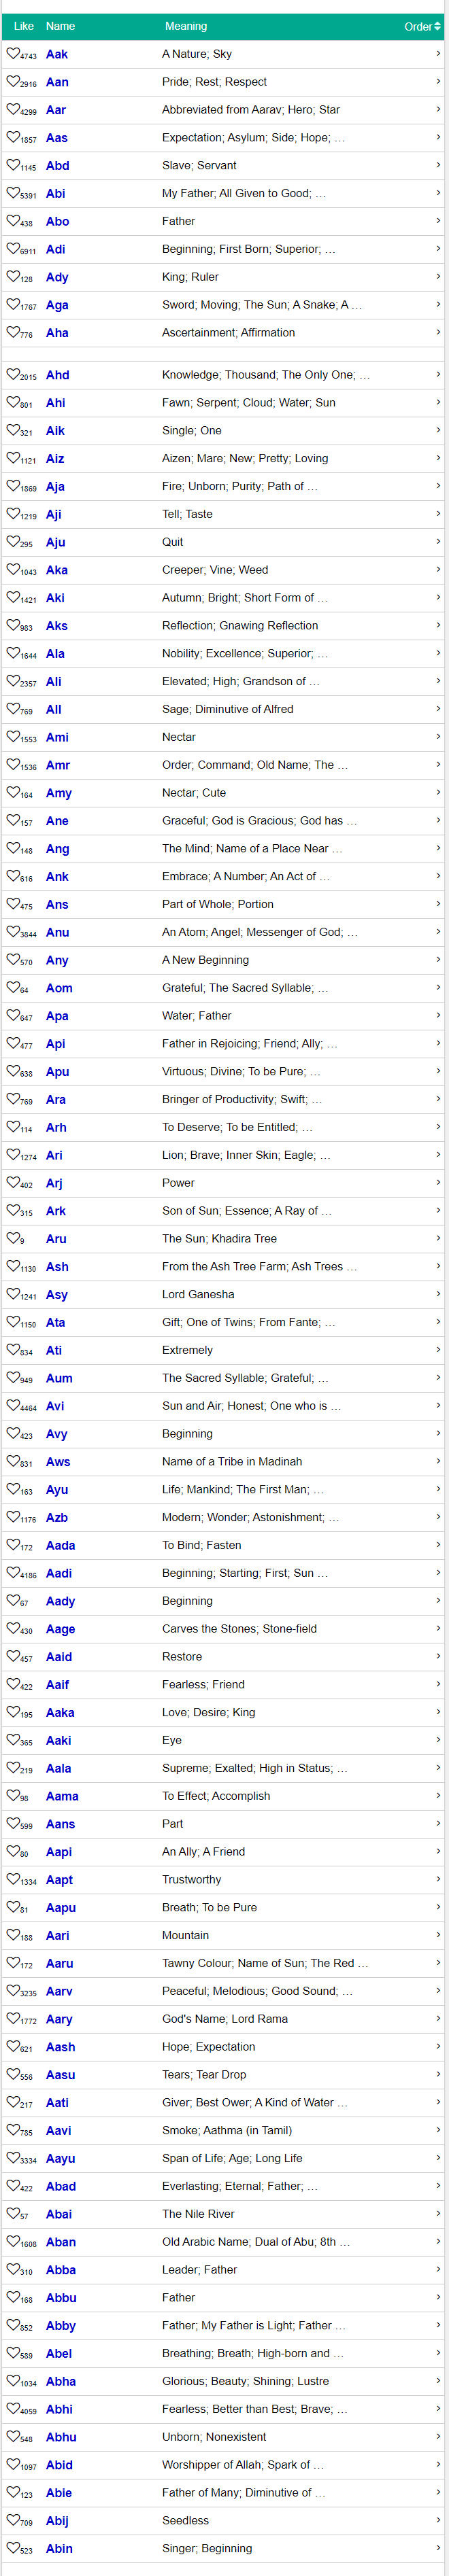 Like Name Meaning Order
4743 Aak A Nature; Sky
2916 Aan Pride; Rest; Respect
4299 Aar Abbreviated from Aarav; Hero; Star
1857 Aas Expectation; Asylum; Side; Hope; …
1145 Abd Slave; Servant
5391 Abi My Father; All Given to Good; …
438 Abo Father
6911 Adi Beginning; First Born; Superior; …
128 Ady King; Ruler
1767 Aga Sword; Moving; The Sun; A Snake; A …
776 Aha Ascertainment; Affirmation
2015 Ahd Knowledge; Thousand; The Only One; …
801 Ahi Fawn; Serpent; Cloud; Water; Sun
321 Aik Single; One
1121 Aiz Aizen; Mare; New; Pretty; Loving
1869 Aja Fire; Unborn; Purity; Path of …
1219 Aji Tell; Taste
295 Aju Quit
1043 Aka Creeper; Vine; Weed
1421 Aki Autumn; Bright; Short Form of …
983 Aks Reflection; Gnawing Reflection
1644 Ala Nobility; Excellence; Superior; …
2357 Ali Elevated; High; Grandson of …
769 All Sage; Diminutive of Alfred
1553 Ami Nectar
1536 Amr Order; Command; Old Name; The …
164 Amy Nectar; Cute
157 Ane Graceful; God is Gracious; God has …
148 Ang The Mind; Name of a Place Near …
616 Ank Embrace; A Number; An Act of …
475 Ans Part of Whole; Portion
3844 Anu An Atom; Angel; Messenger of God; …
570 Any A New Beginning
64 Aom Grateful; The Sacred Syllable; …
647 Apa Water; Father
477 Api Father in Rejoicing; Friend; Ally; …
638 Apu Virtuous; Divine; To be Pure; …
769 Ara Bringer of Productivity; Swift; …
114 Arh To Deserve; To be Entitled; …
1274 Ari Lion; Brave; Inner Skin; Eagle; …
402 Arj Power
315 Ark Son of Sun; Essence; A Ray of …
9 Aru The Sun; Khadira Tree
1130 Ash From the Ash Tree Farm; Ash Trees …
1241 Asy Lord Ganesha
1150 Ata Gift; One of Twins; From Fante; …
834 Ati Extremely
949 Aum The Sacred Syllable; Grateful; …
4464 Avi Sun and Air; Honest; One who is …
423 Avy Beginning
831 Aws Name of a Tribe in Madinah
163 Ayu Life; Mankind; The First Man; …
1176 Azb Modern; Wonder; Astonishment; …
172 Aada To Bind; Fasten
4186 Aadi Beginning; Starting; First; Sun …
67 Aady Beginning
430 Aage Carves the Stones; Stone-field
457 Aaid Restore
422 Aaif Fearless; Friend
195 Aaka Love; Desire; King
365 Aaki Eye
219 Aala Supreme; Exalted; High in Status; …
98 Aama To Effect; Accomplish
599 Aans Part
80 Aapi An Ally; A Friend
1334 Aapt Trustworthy
81 Aapu Breath; To be Pure
188 Aari Mountain
172 Aaru Tawny Colour; Name of Sun; The Red …
3235 Aarv Peaceful; Melodious; Good Sound; …
1772 Aary God's Name; Lord Rama
621 Aash Hope; Expectation
556 Aasu Tears; Tear Drop
217 Aati Giver; Best Ower; A Kind of Water …
785 Aavi Smoke; Aathma (in Tamil)
3334 Aayu Span of Life; Age; Long Life
422 Abad Everlasting; Eternal; Father; …
57 Abai The Nile River
1608 Aban Old Arabic Name; Dual of Abu; 8th …
310 Abba Leader; Father
168 Abbu Father
852 Abby Father; My Father is Light; Father …
589 Abel Breathing; Breath; High-born and …
1034 Abha Glorious; Beauty; Shining; Lustre
4059 Abhi Fearless; Better than Best; Brave; …
548 Abhu Unborn; Nonexistent
1097 Abid Worshipper of Allah; Spark of …
123 Abie Father of Many; Diminutive of …
709 Abij Seedless
523 Abin Singer; Beginning